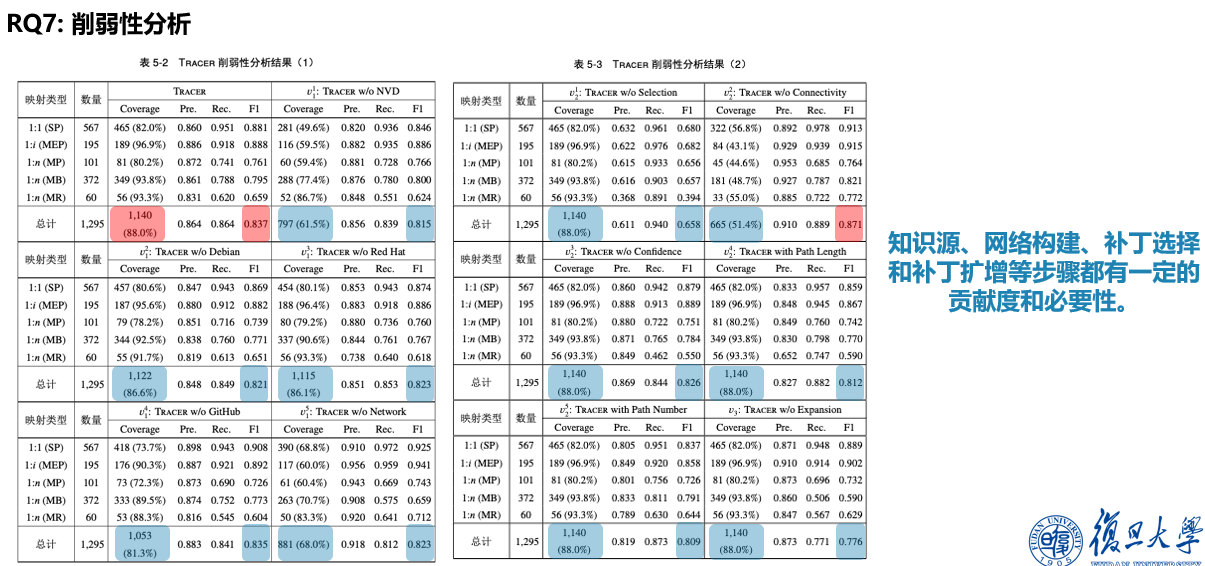 RQ7: 削弱性分析
表 5-2 TRACER 削弱性分析结果（1）
映射类型 数量 TRACER υ₁¹: TRACER w/o NVD
Coverage Pre. Rec. F1 Coverage Pre. Rec. F1
1:1 (SP) 567 465 (82.0%) 0.860 0.951 0.881 281 (49.6%) 0.820 0.936 0.846
1:i (MEP) 195 189 (96.9%) 0.886 0.918 0.888 116 (59.5%) 0.882 0.935 0.886
1:n (MP) 101 81 (80.2%) 0.872 0.741 0.761 60 (59.4%) 0.881 0.728 0.766
1:n (MB) 372 349 (93.8%) 0.861 0.788 0.795 288 (77.4%) 0.876 0.780 0.800
1:n (MR) 60 56 (93.3%) 0.831 0.620 0.659 52 (86.7%) 0.848 0.551 0.624
总计 1,295 1,140 (88.0%) 0.864 0.864 0.837 797 (61.5%) 0.856 0.839 0.815
映射类型 数量 υ₁²: TRACER w/o Debian υ₁³: TRACER w/o Red Hat
Coverage Pre. Rec. F1 Coverage Pre. Rec. F1
1:1 (SP) 567 457 (80.6%) 0.847 0.943 0.869 454 (80.1%) 0.853 0.943 0.874
1:i (MEP) 195 187 (95.6%) 0.880 0.912 0.882 188 (96.4%) 0.883 0.918 0.886
1:n (MP) 101 79 (78.2%) 0.851 0.716 0.739 80 (79.2%) 0.880 0.736 0.760
1:n (MB) 372 344 (92.5%) 0.838 0.760 0.771 337 (90.6%) 0.844 0.761 0.767
1:n (MR) 60 55 (91.7%) 0.819 0.613 0.651 56 (93.3%) 0.738 0.640 0.618
总计 1,295 1,122 (86.6%) 0.848 0.849 0.821 1,115 (86.1%) 0.851 0.853 0.823
映射类型 数量 υ₁⁴: TRACER w/o GitHub υ₁⁵: TRACER w/o Network
Coverage Pre. Rec. F1 Coverage Pre. Rec. F1
1:1 (SP) 567 418 (73.7%) 0.898 0.943 0.908 390 (68.8%) 0.910 0.972 0.925
1:i (MEP) 195 176 (90.3%) 0.887 0.921 0.892 117 (60.0%) 0.956 0.959 0.941
1:n (MP) 101 73 (72.3%) 0.873 0.690 0.726 61 (60.4%) 0.943 0.669 0.743
1:n (MB) 372 333 (89.5%) 0.874 0.752 0.773 263 (70.7%) 0.908 0.575 0.659
1:n (MR) 60 53 (88.3%) 0.816 0.545 0.604 50 (83.3%) 0.920 0.641 0.712
总计 1,295 1,053 (81.3%) 0.883 0.841 0.835 881 (68.0%) 0.918 0.812 0.823
表 5-3 TRACER 削弱性分析结果（2）
映射类型 数量 υ₂¹: TRACER w/o Selection υ₂²: TRACER w/o Connectivity
Coverage Pre. Rec. F1 Coverage Pre. Rec. F1
1:1 (SP) 567 465 (82.0%) 0.632 0.961 0.680 322 (56.8%) 0.892 0.978 0.913
1:i (MEP) 195 189 (96.9%) 0.622 0.976 0.682 84 (43.1%) 0.929 0.939 0.915
1:n (MP) 101 81 (80.2%) 0.615 0.933 0.656 45 (44.6%) 0.953 0.685 0.764
1:n (MB) 372 349 (93.8%) 0.616 0.903 0.657 181 (48.7%) 0.927 0.787 0.821
1:n (MR) 60 56 (93.3%) 0.368 0.891 0.394 33 (55.0%) 0.885 0.722 0.772
总计 1,295 1,140 (88.0%) 0.611 0.940 0.658 665 (51.4%) 0.910 0.889 0.871
映射类型 数量 υ₂³: TRACER w/o Confidence υ₂⁴: TRACER with Path Length
Coverage Pre. Rec. F1 Coverage Pre. Rec. F1
1:1 (SP) 567 465 (82.0%) 0.860 0.942 0.879 465 (82.0%) 0.833 0.957 0.859
1:i (MEP) 195 189 (96.9%) 0.888 0.913 0.889 189 (96.9%) 0.848 0.945 0.867
1:n (MP) 101 81 (80.2%) 0.880 0.722 0.751 81 (80.2%) 0.849 0.760 0.742
1:n (MB) 372 349 (93.8%) 0.871 0.765 0.784 349 (93.8%) 0.830 0.798 0.770
1:n (MR) 60 56 (93.3%) 0.849 0.462 0.550 56 (93.3%) 0.652 0.747 0.590
总计 1,295 1,140 (88.0%) 0.869 0.844 0.826 1,140 (88.0%) 0.827 0.882 0.812
映射类型 数量 υ₂⁵: TRACER with Path Number υ₃: TRACER w/o Expansion
Coverage Pre. Rec. F1 Coverage Pre. Rec. F1
1:1 (SP) 567 465 (82.0%) 0.805 0.951 0.837 465 (82.0%) 0.871 0.948 0.889
1:i (MEP) 195 189 (96.9%) 0.849 0.920 0.858 189 (96.9%) 0.910 0.914 0.902
1:n (MP) 101 81 (80.2%) 0.801 0.756 0.726 81 (80.2%) 0.873 0.696 0.732
1:n (MB) 372 349 (93.8%) 0.833 0.811 0.791 349 (93.8%) 0.860 0.506 0.590
1:n (MR) 60 56 (93.3%) 0.789 0.630 0.644 56 (93.3%) 0.847 0.567 0.629
总计 1,295 1,140 (88.0%) 0.819 0.873 0.809 1,140 (88.0%) 0.873 0.771 0.776
知识源、网络构建、补丁选择
和补丁扩增等步骤都有一定的
贡献度和必要性。
復旦大學
FUDAN UNIVERSITY
1905